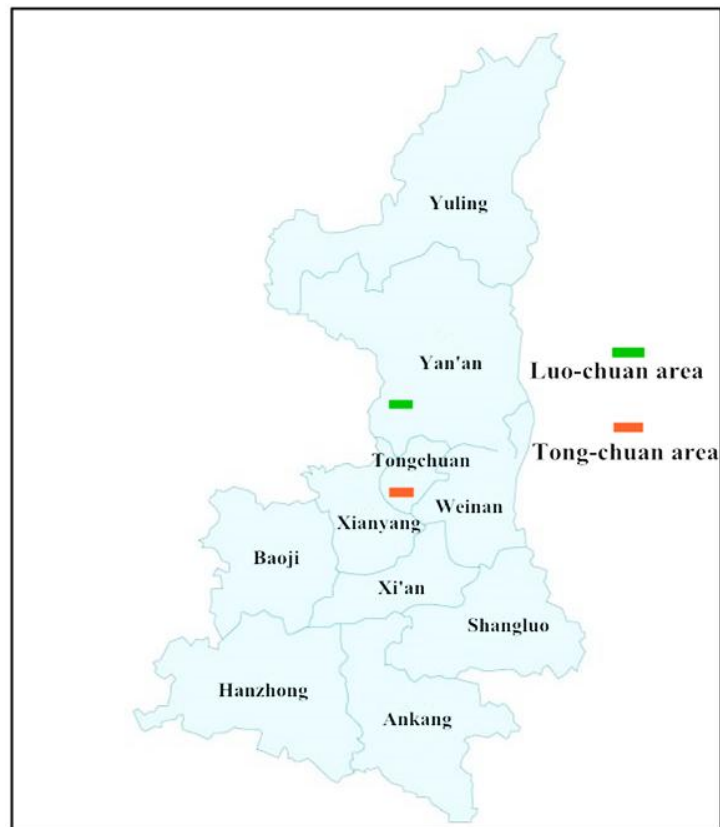 Yuling
Yan'an
Luo-chuan area
Tongchuan
Tong-chuan area
Weinan
Xianyang
Baoji
Xi'an
Shangluo
Hanzhong
Ankang